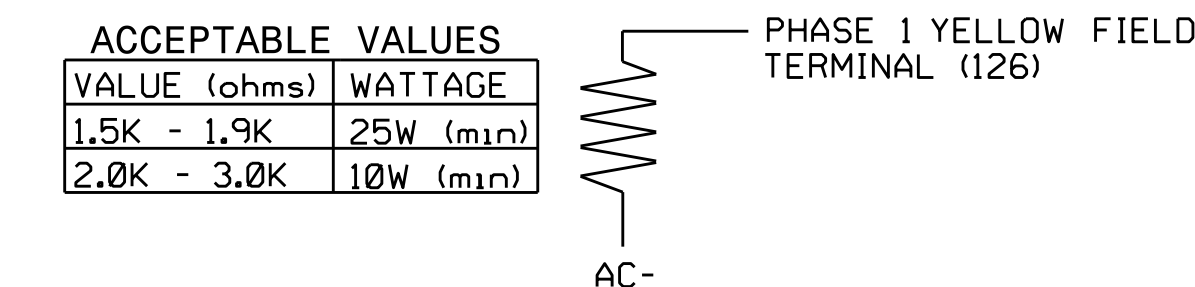 ACCEPTABLE VALUES
VALUE (ohms) WATTAGE
1.5K - 1.9K 25W (min)
2.0K - 3.0K 10W (min)
PHASE 1 YELLOW FIELD
TERMINAL (126)
AC-